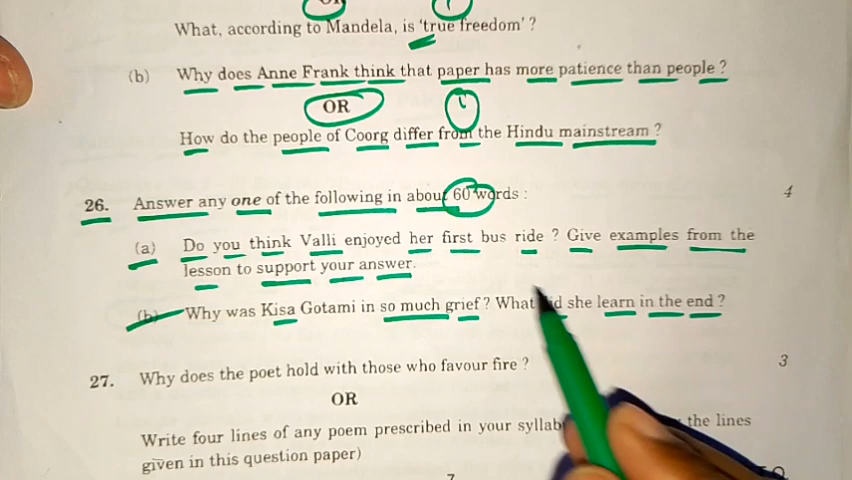 OR
What, according to Mandela, is 'true freedom' ?
(b) Why does Anne Frank think that paper has more patience than people ?
OR
How do the people of Coorg differ from the Hindu mainstream ?
26. Answer any one of the following in about 60 words : 4
(a) Do you think Valli enjoyed her first bus ride ? Give examples from the
lesson to support your answer.
(b) Why was Kisa Gotami in so much grief ? What did she learn in the end ?
27. Why does the poet hold with those who favour fire ? 3
OR
Write four lines of any poem prescribed in your the lines
given in this question paper)
7